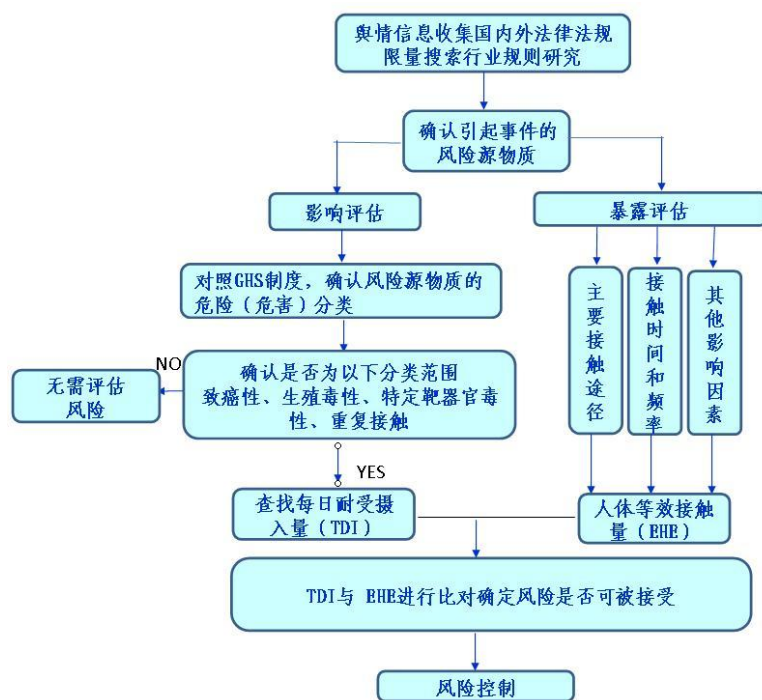 舆情信息收集国内外法律法规
限量搜索行业规则研究
确认引起事件的
风险源物质
影响评估
暴露评估
对照GHS制度，确认风险源物质的
危险（危害）分类
主要接触途径
接触时间和频率
其他影响因素
NO
无需评估
风险
确认是否为以下分类范围
致癌性、生殖毒性、特定靶器官毒
性、重复接触
YES
查找每日耐受摄
入量（TDI）
人体等效接触
量（EHE）
TDI与 EHE进行比对确定风险是否可被接受
风险控制